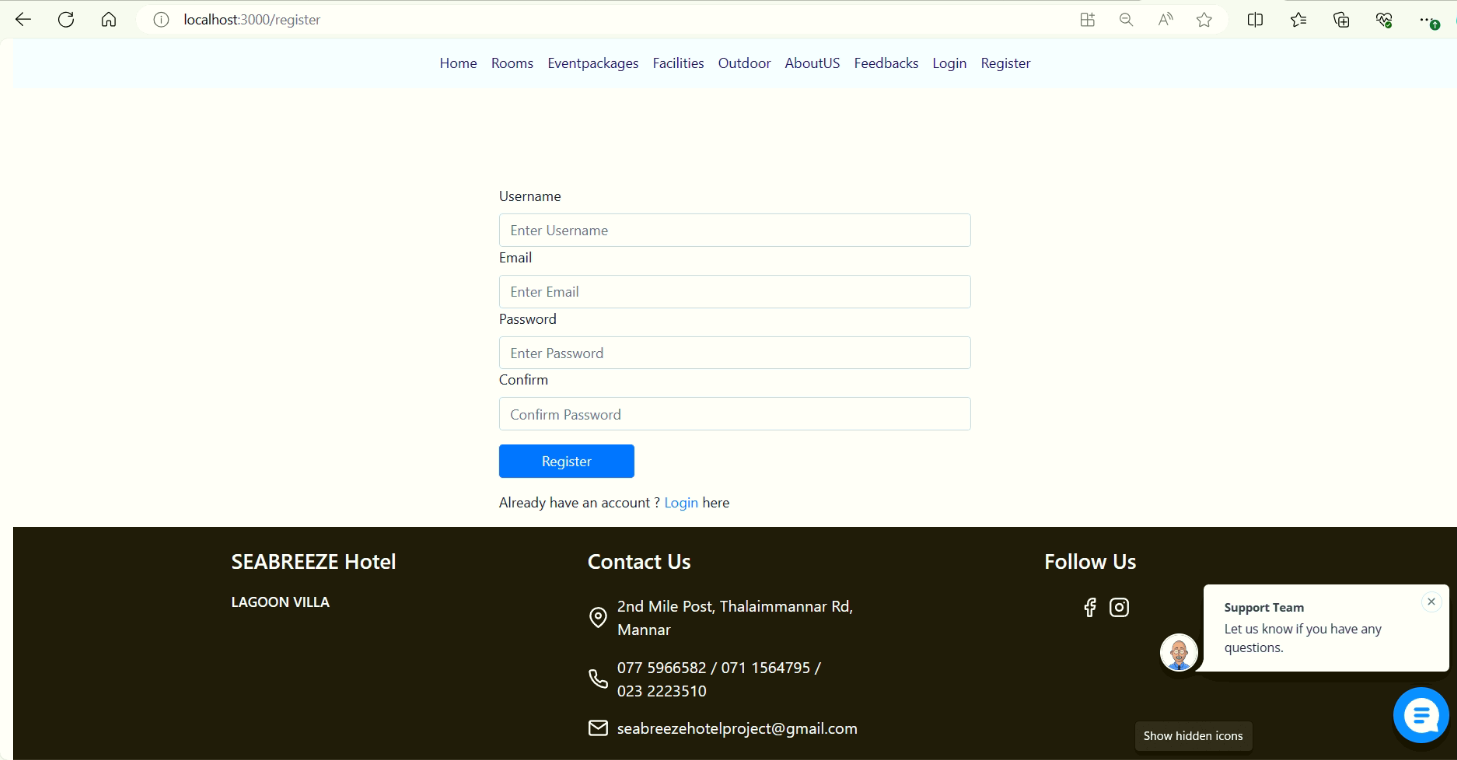 localhost:3000/register
Home Rooms Eventpackages Facilities Outdoor AboutUS Feedbacks Login Register
Username
Enter Username
Email
Enter Email
Password
Enter Password
Confirm
Confirm Password
Register
Already have an account ? Login here
SEABREEZE Hotel
LAGOON VILLA
Contact Us
2nd Mile Post, Thalaimmannar Rd,
Mannar
077 5966582 / 071 1564795 /
023 2223510
seabreezehotelproject@gmail.com
Follow Us
Support Team
Let us know if you have any
questions.
Show hidden icons